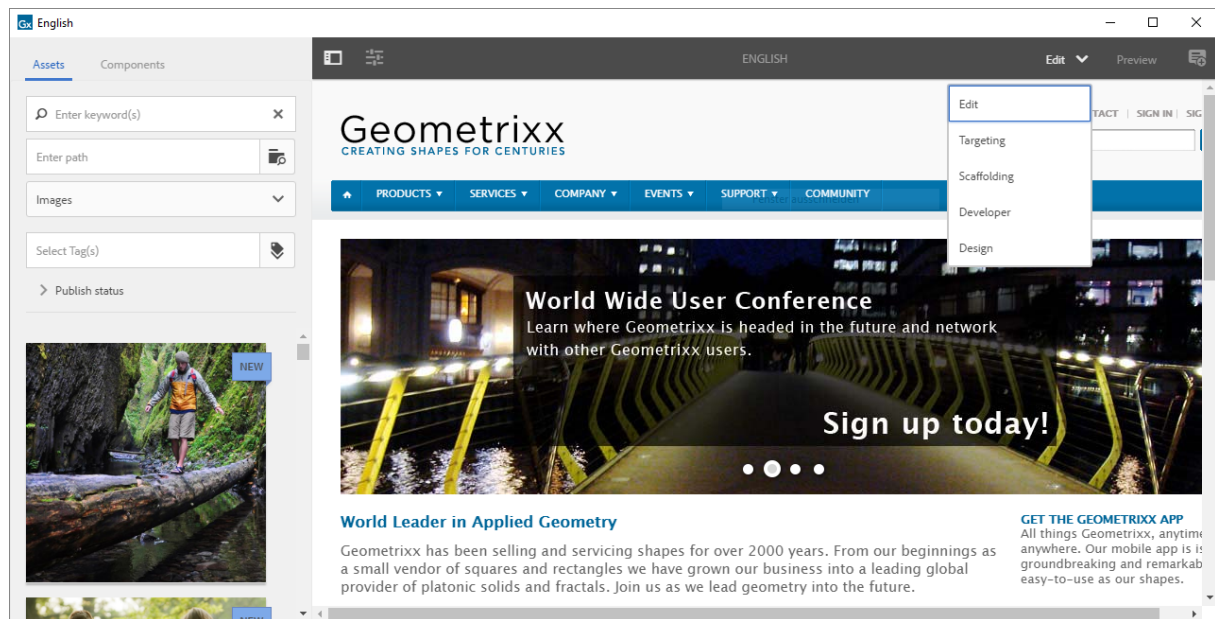 Gx English
Assets Components
Enter keyword(s)
Enter path
Images
Select Tag(s)
Publish status
NEW
NEW
ENGLISH
Edit
Preview
Edit
Targeting
Scaffolding
Developer
Design
Geometrixx
CREATING SHAPES FOR CENTURIES
TACT | SIGN IN | SIG
PRODUCTS SERVICES COMPANY EVENTS SUPPORT COMMUNITY
Fenster ausschneiden
World Wide User Conference
Learn where Geometrixx is headed in the future and network
with other Geometrixx users.
Sign up today!
World Leader in Applied Geometry
Geometrixx has been selling and servicing shapes for over 2000 years. From our beginnings as
a small vendor of squares and rectangles we have grown our business into a leading global
provider of platonic solids and fractals. Join us as we lead geometry into the future.
GET THE GEOMETRIXX APP
All things Geometrixx, anytime
anywhere. Our mobile app is is
groundbreaking and remarkab
easy-to-use as our shapes.